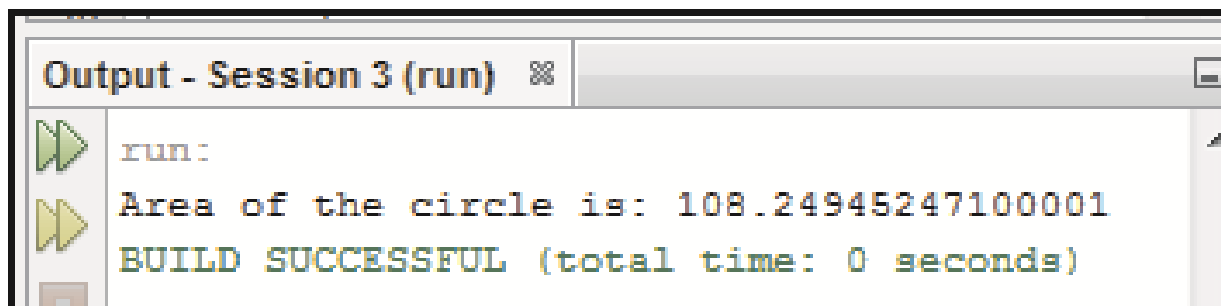 Output - Session 3 (run)
run:
Area of the circle is: 108.24945247100001
BUILD SUCCESSFUL (total time: 0 seconds)